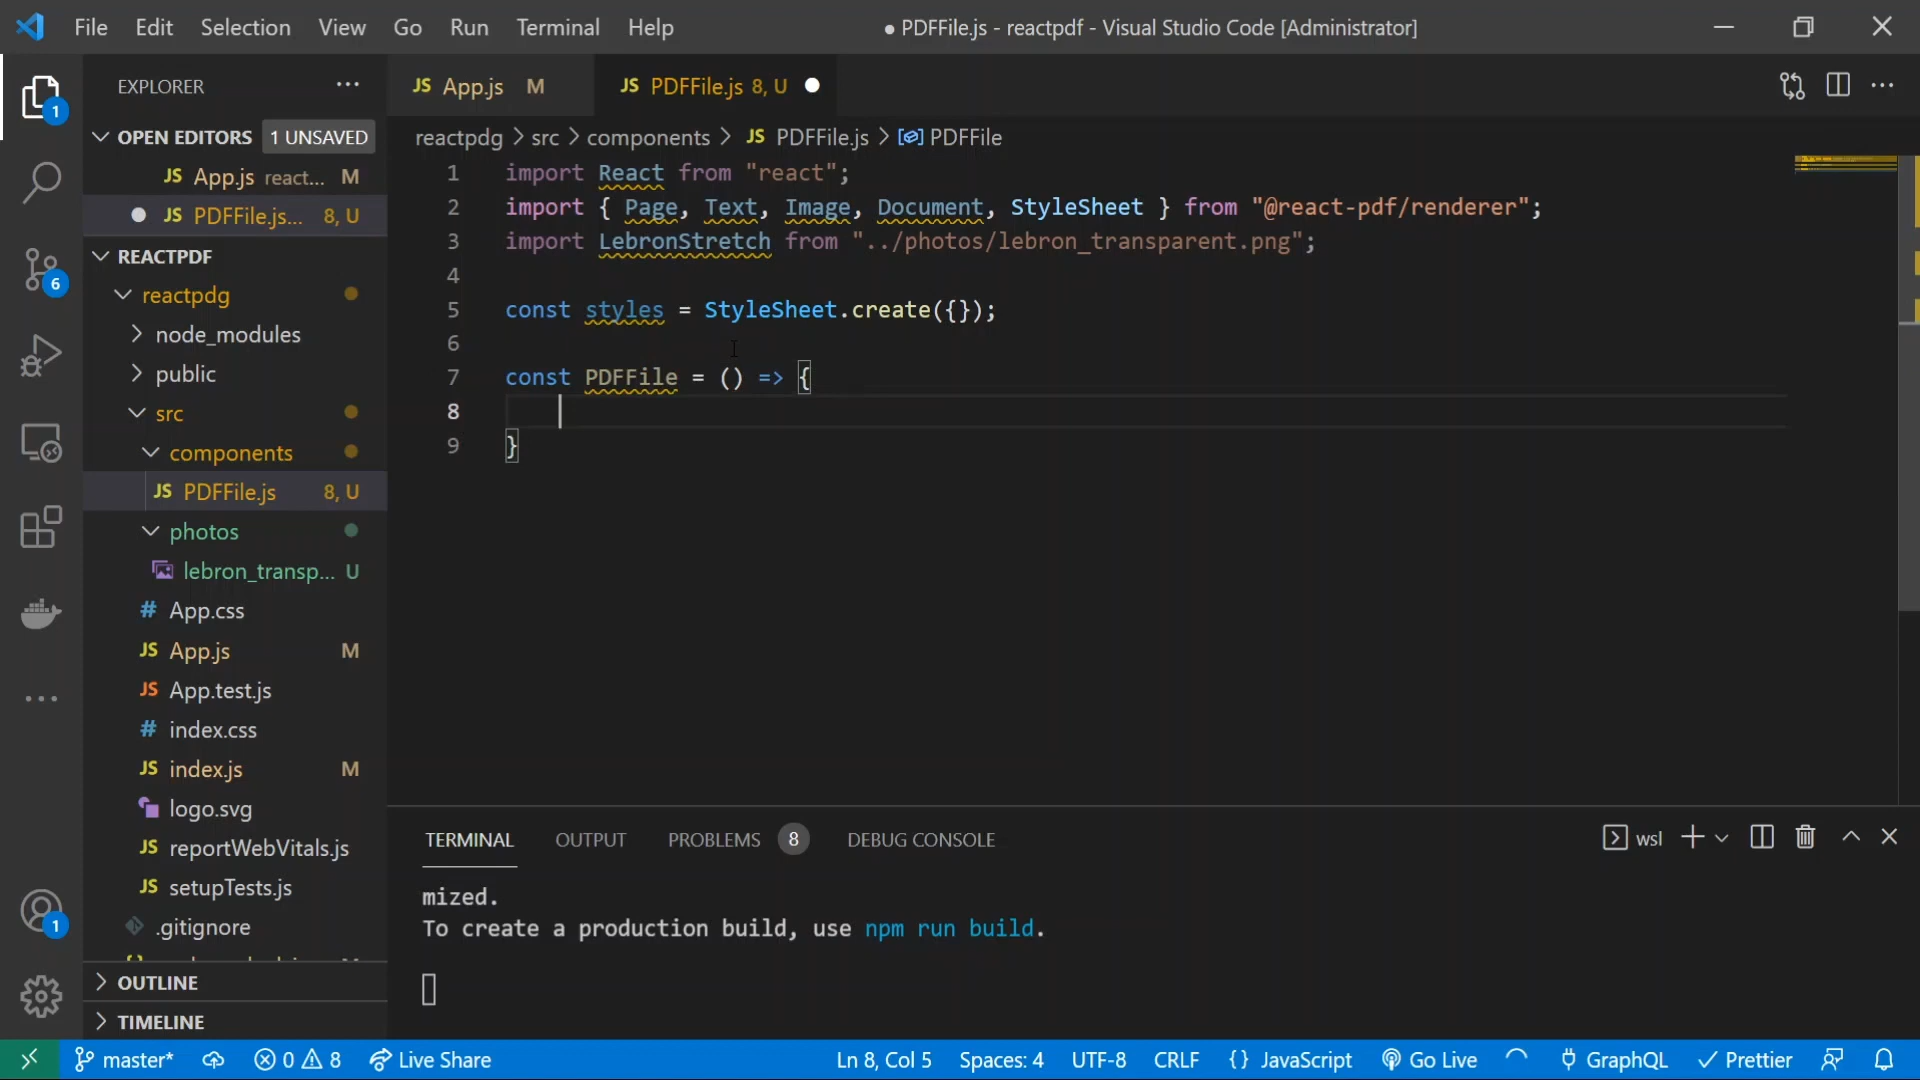 File Edit Selection View Go Run Terminal Help
● PDFFile.js - reactpdf - Visual Studio Code [Administrator]
EXPLORER
OPEN EDITORS 1 UNSAVED
JS App.js react... M
JS PDFFile.js... 8, U
REACTPDF
reactpdg
node_modules
public
src
components
JS PDFFile.js 8, U
photos
lebron_transp... U
# App.css
JS App.js M
JS App.test.js
# index.css
JS index.js M
logo.svg
JS reportWebVitals.js
JS setupTests.js
.gitignore
OUTLINE
TIMELINE
1
6
1
JS App.js M
JS PDFFile.js 8, U
reactpdg > src > components > JS PDFFile.js > PDFFile
1 import React from "react";
2 import { Page, Text, Image, Document, StyleSheet } from "@react-pdf/renderer";
3 import LebronStretch from "../photos/lebron_transparent.png";
4
5 const styles = StyleSheet.create({});
6
7 const PDFFile = () => {
8
9 }
TERMINAL OUTPUT PROBLEMS 8 DEBUG CONSOLE
wsl
mized.
To create a production build, use npm run build.
master* 0 8 Live Share
Ln 8, Col 5 Spaces: 4 UTF-8 CRLF {} JavaScript Go Live GraphQL Prettier